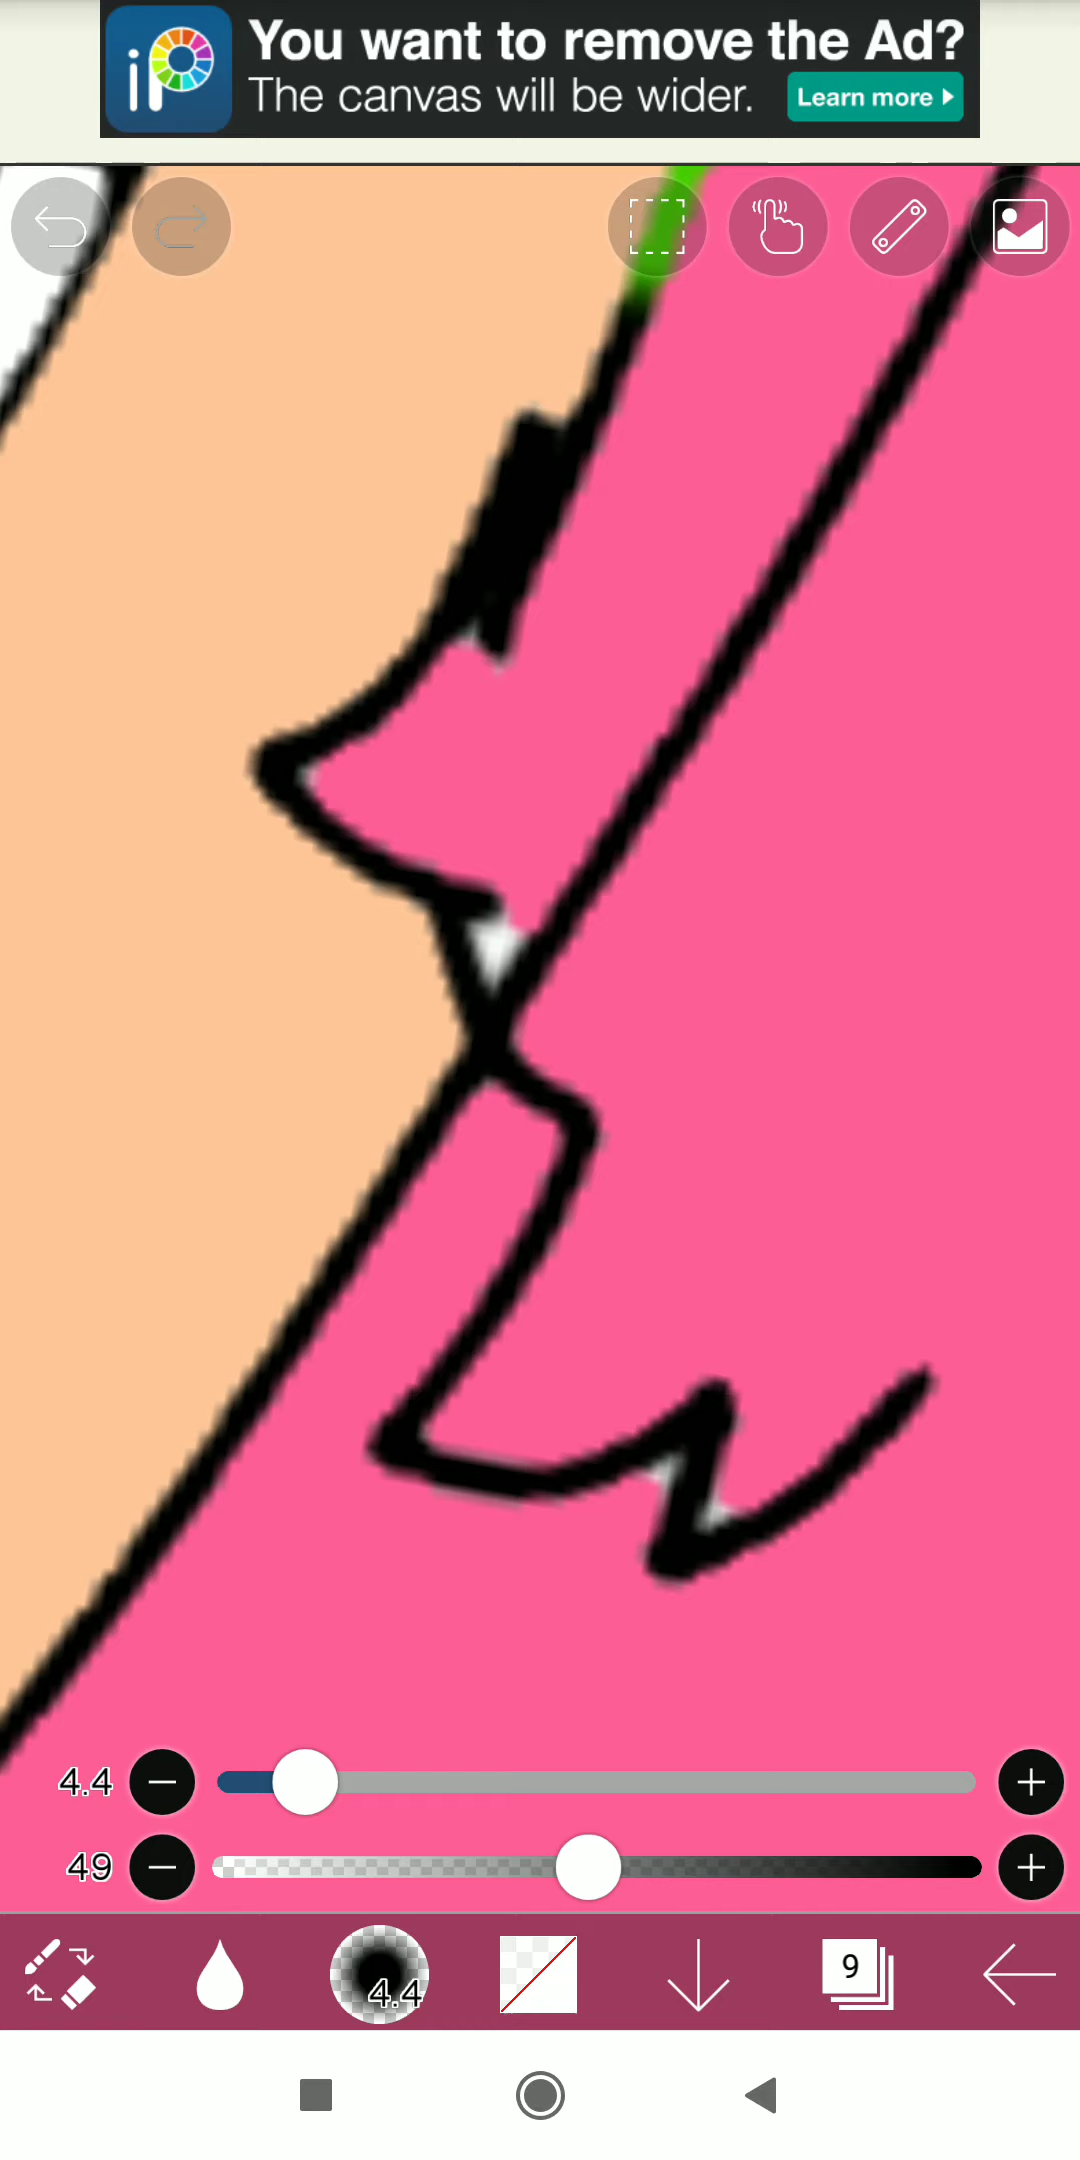 iP
You want to remove the Ad?
The canvas will be wider.
Learn more
4.4
49
4.4
9